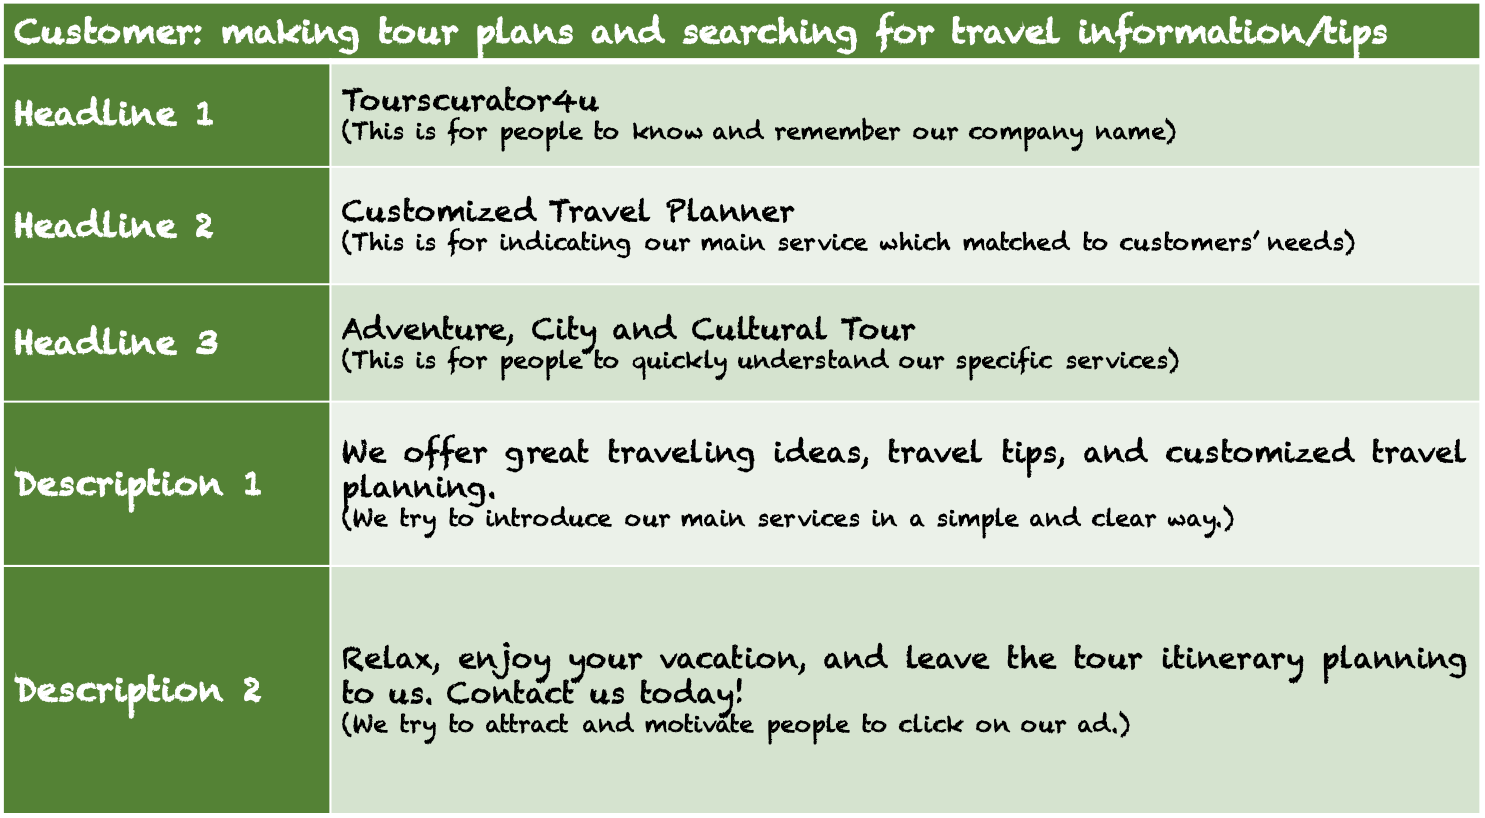 Customer: making tour plans and searching for travel information/tips
Headline 1
Tourscurator4u
(This is for people to know and remember our company name)
Headline 2
Customized Travel Planner
(This is for indicating our main service which matched to customers' needs)
Headline 3
Adventure, City and Cultural Tour
(This is for people to quickly understand our specific services)
Description 1
We offer great traveling ideas, travel tips, and customized travel
planning.
(We try to introduce our main services in a simple and clear way.)
Description 2
Relax, enjoy your vacation, and leave the tour itinerary planning
to us. Contact us today!
(We try to attract and motivate people to click on our ad.)